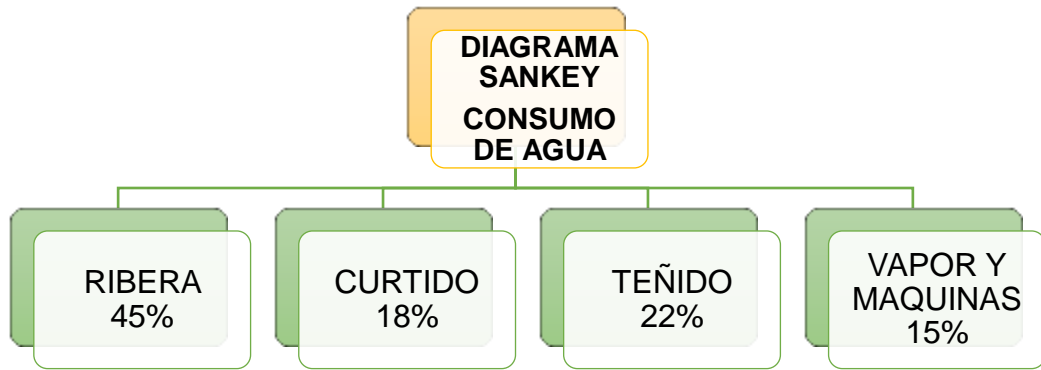 DIAGRAMA
SANKEY
CONSUMO
DE AGUA
RIBERA
45%
CURTIDO
18%
TEÑIDO
22%
VAPOR Y
MAQUINAS
15%